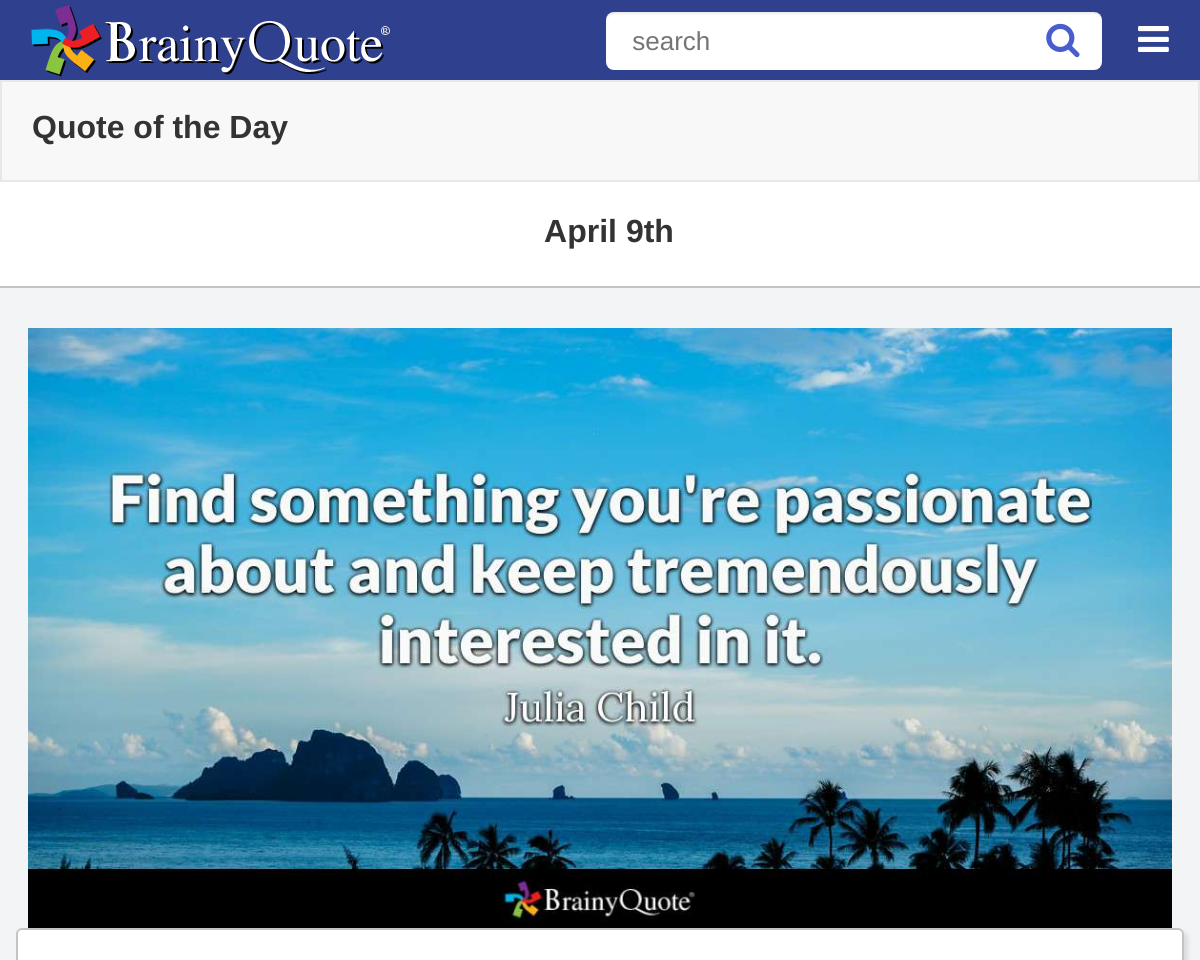 BrainyQuote®
search
Quote of the Day
April 9th
Find something you're passionate
about and keep tremendously
interested in it.
Julia Child
BrainyQuote®